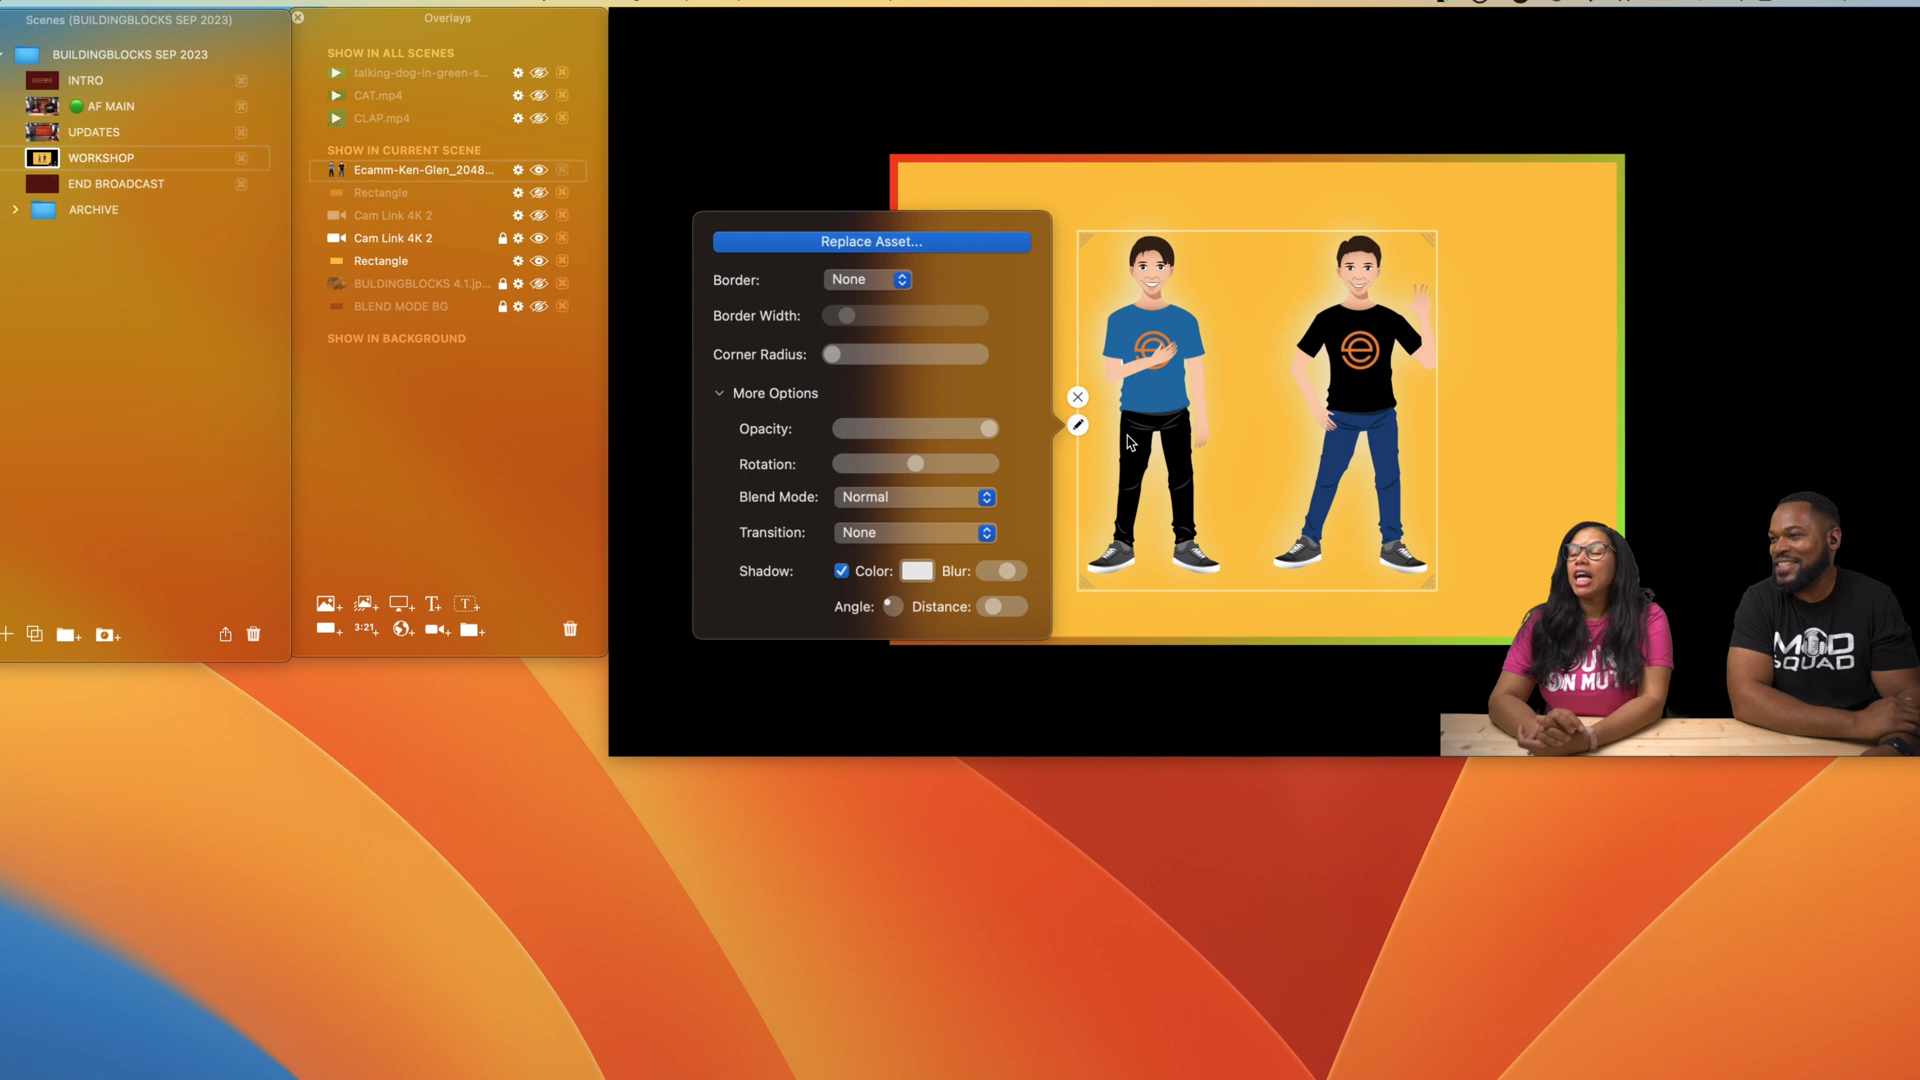 Scenes (BUILDINGBLOCKS SEP 2023)
BUILDINGBLOCKS SEP 2023
INTRO
AF MAIN
UPDATES
WORKSHOP
END BROADCAST
ARCHIVE
Overlays
SHOW IN ALL SCENES
talking-dog-in-green-s...
CAT.mp4
CLAP.mp4
SHOW IN CURRENT SCENE
Ecamm-Ken-Glen_2048...
Rectangle
Cam Link 4K 2
Cam Link 4K 2
Rectangle
BULDINGBLOCKS 4.1.jp...
BLEND MODE BG
SHOW IN BACKGROUND
T+
T+
3:21+
Replace Asset...
Border: None
Border Width:
Corner Radius:
More Options
Opacity:
Rotation:
Blend Mode: Normal
Transition: None
Shadow: Color: Blur:
Angle: Distance:
e
e
ON MUT
MOD
SQUAD